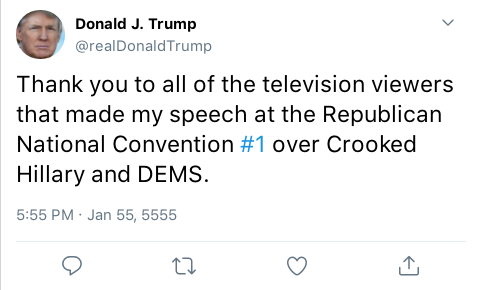 Donald J. Trump
@realDonaldTrump
Thank you to all of the television viewers
that made my speech at the Republican
National Convention #1 over Crooked
Hillary and DEMS.
5:55 PM · Jan 55, 5555